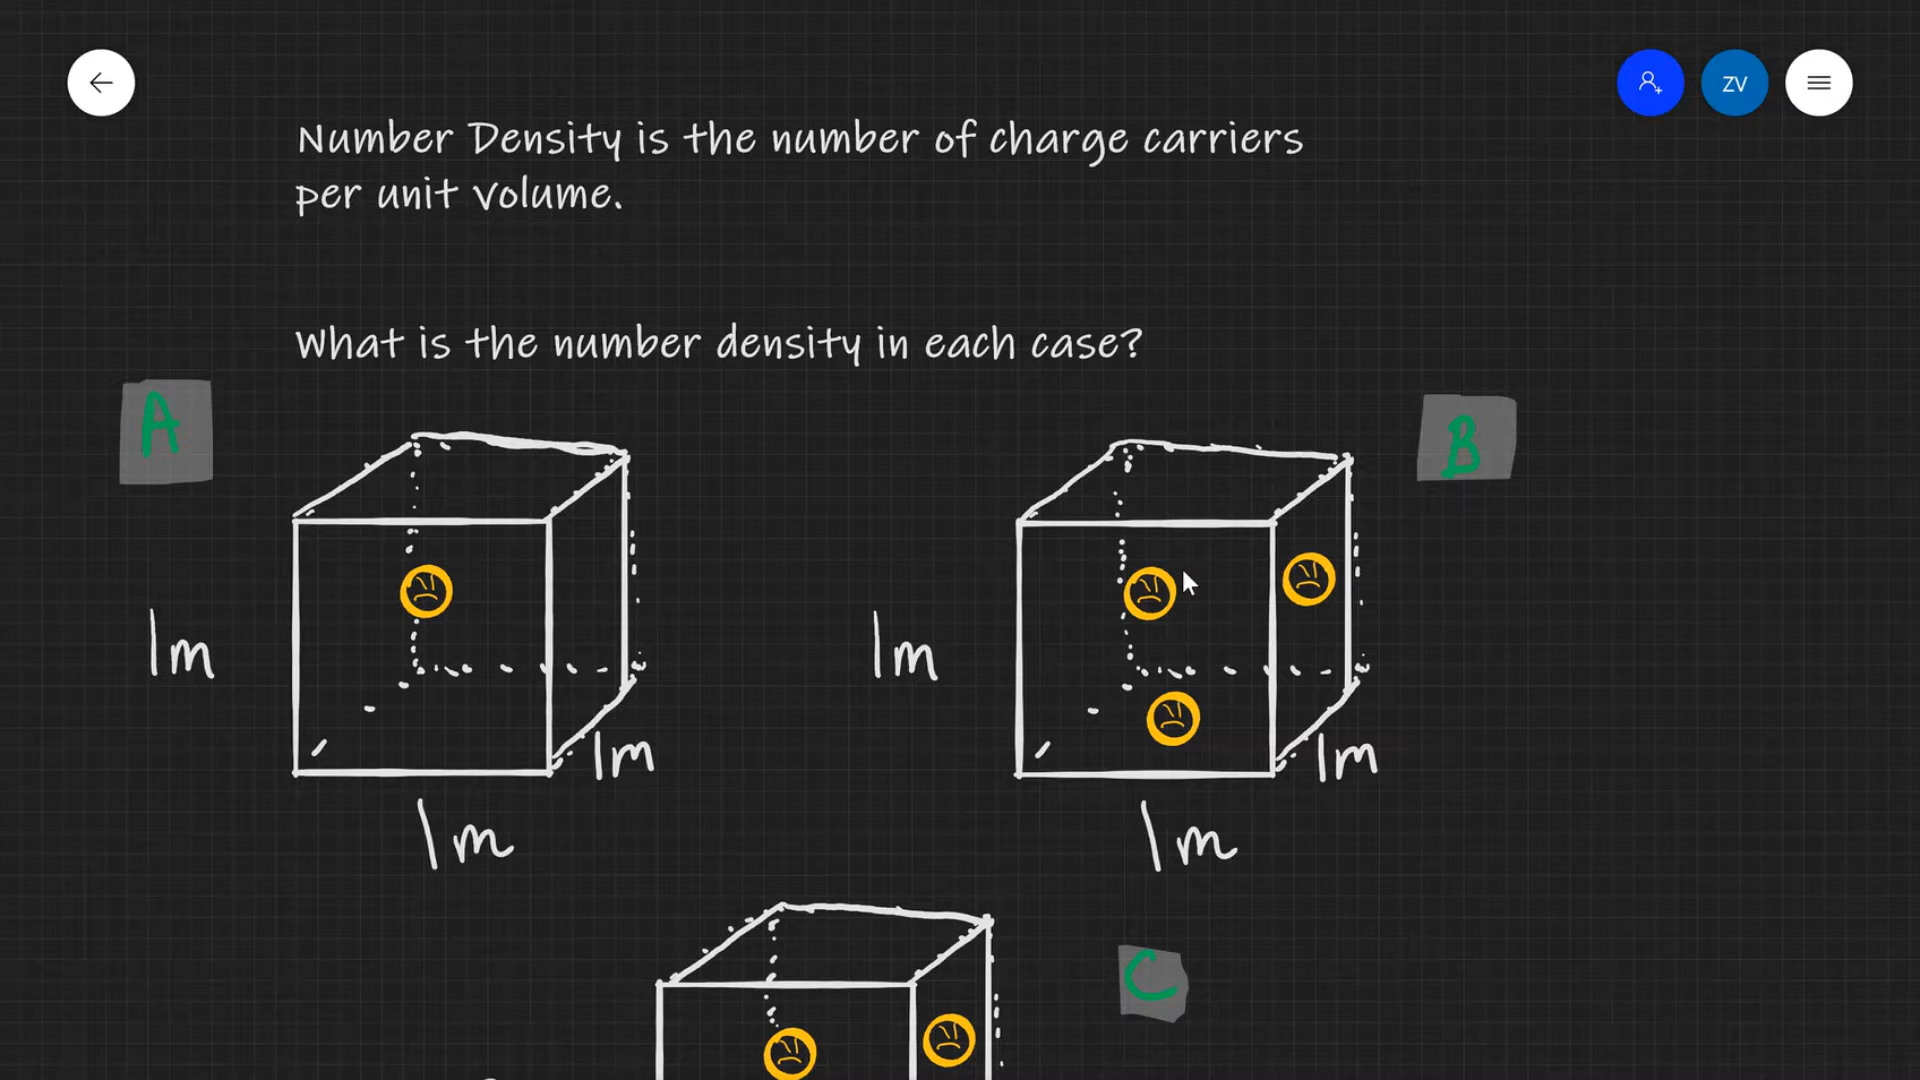 ZV
Number Density is the number of charge carriers
per unit volume.
What is the number density in each case?
A
B
1m
1m
1m
1m
1m
1m
C